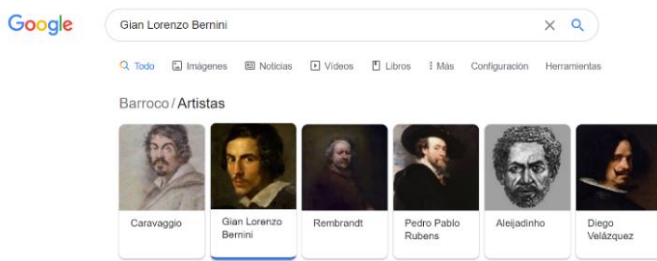 Google
Gian Lorenzo Bernini
Todo Imágenes Noticias Vídeos Libros Más Configuración Herramientas
Barroco / Artistas
Caravaggio
Gian Lorenzo
Bernini
Rembrandt
Pedro Pablo
Rubens
Aleijadinho
Diego
Velázquez